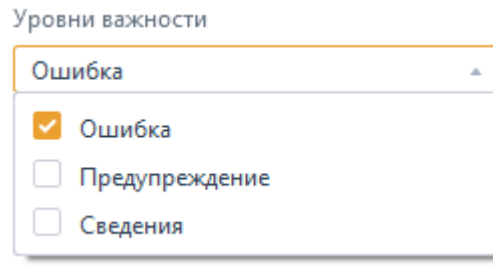 Уровни важности
Ошибка
Ошибка
Предупреждение
Сведения